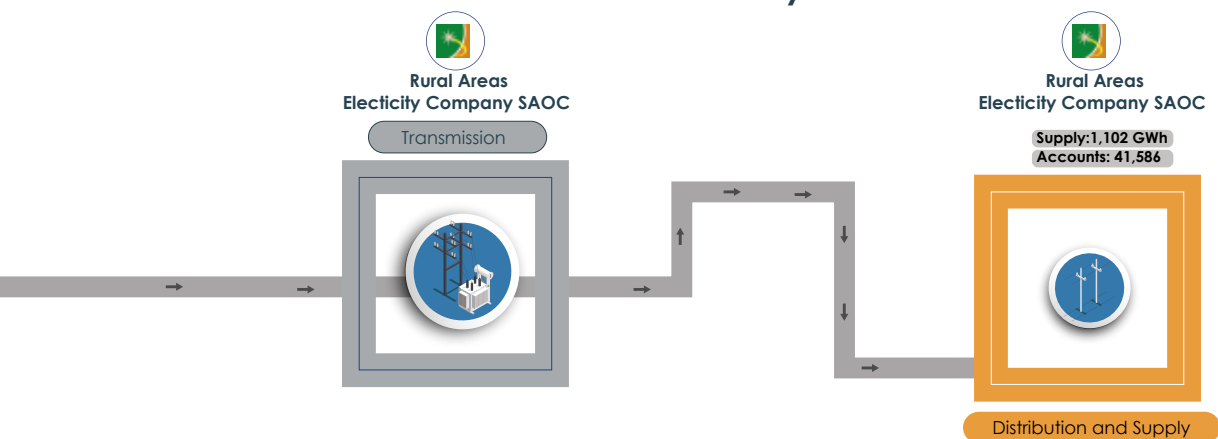 Rural Areas
Electicity Company SAOC
Transmission
Rural Areas
Electicity Company SAOC
Supply:1,102 GWh
Accounts: 41,586
Distribution and Supply